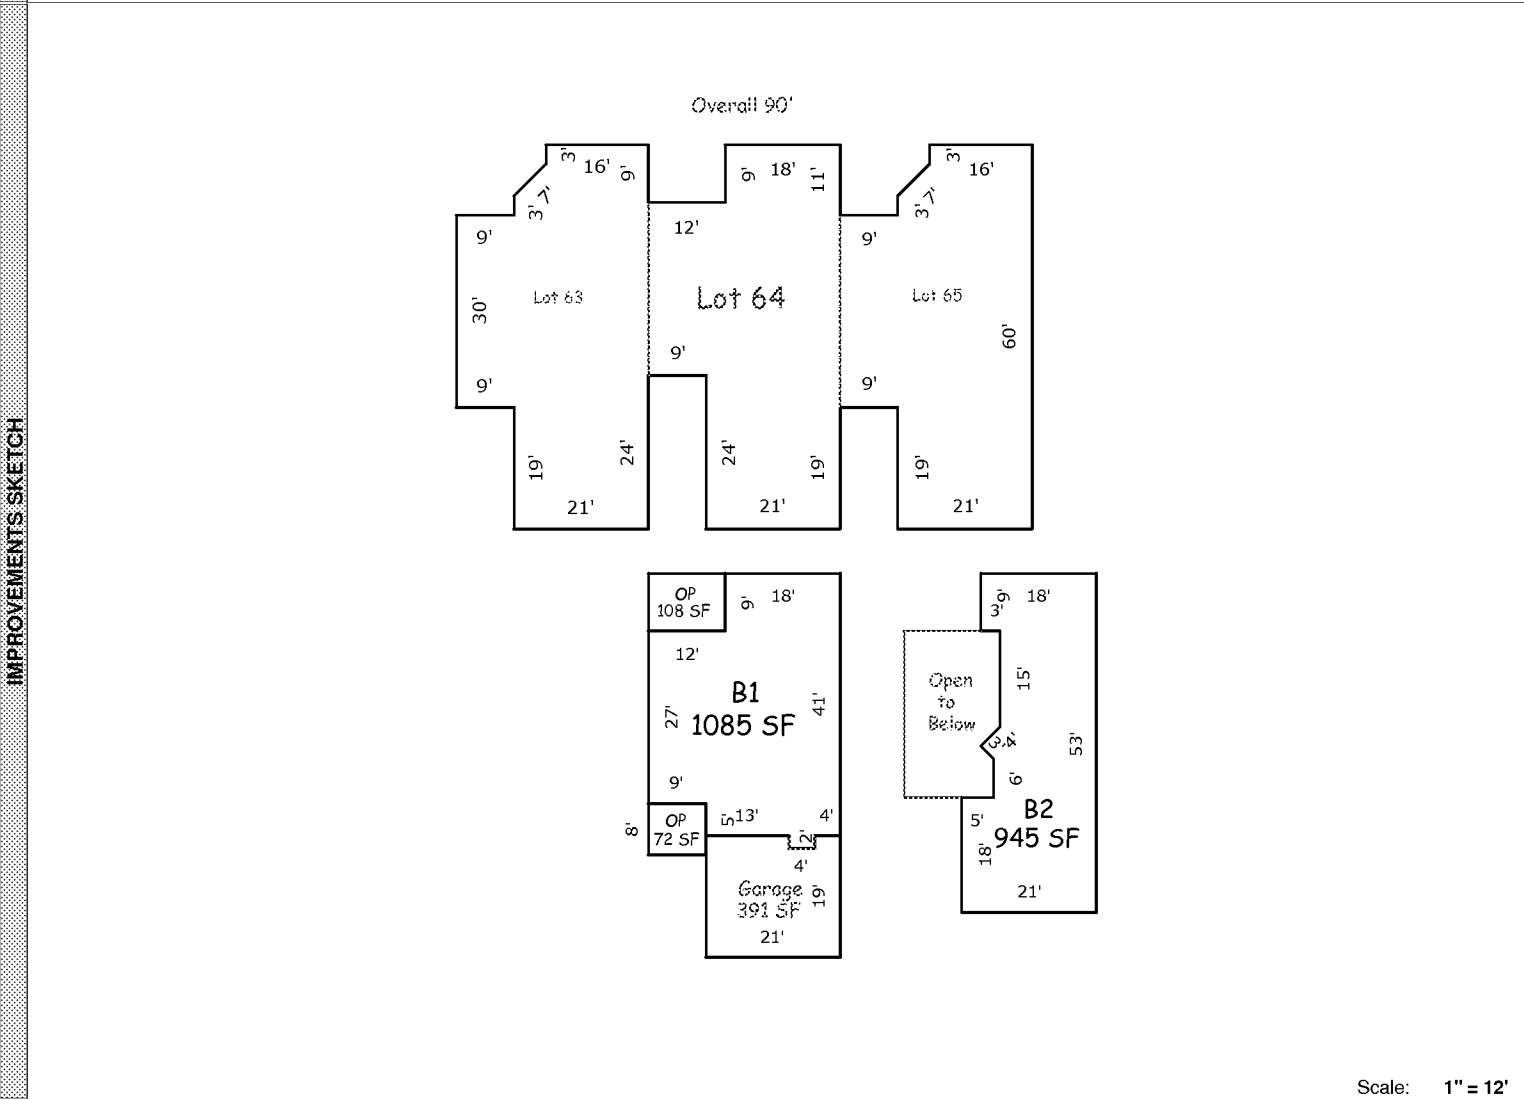 IMPROVEMENTS SKETCH
Overall 90'
3'
16'
9'
9'
18'
11'
3'
16'
7'
3'
7'
3'
9'
12'
9'
30'
Lot 63
Lot 64
Lot 65
60'
9'
9'
9'
19'
24'
24'
19'
19'
21'
21'
21'
OP
108 SF
9'
18'
12'
B1
1085 SF
27'
41'
9'
OP
72 SF
8'
5'
13'
4'
2'
4'
Garage
391 SF
19'
21'
9'
18'
3'
Open
to
Below
15'
3'
4'
53'
6'
B2
945 SF
5'
18'
21'
Scale: 1" = 12'